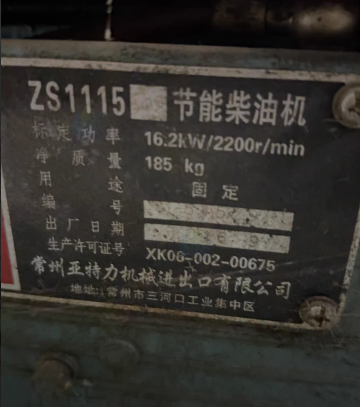 ZS1115 节能柴油机
标定功率 16.2kW/2200r/min
净质量 185 kg
用途 固定
编号
出厂日期
生产许可证号 XK06-002-00675
常州亚特力机械进出口有限公司
地址:常州市三河口工业集中区